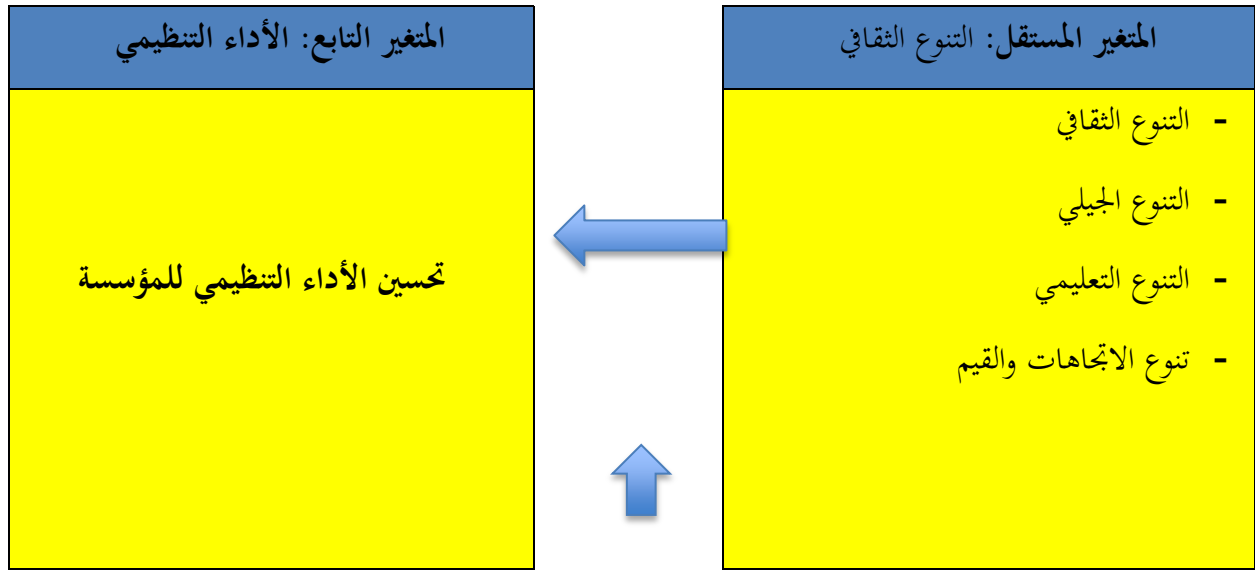 المتغير المستقل: التنوع الثقافي
- التنوع الثقافي
- التنوع الجيلي
- التنوع التعليمي
- تنوع الاتجاهات والقيم
المتغير التابع: الأداء التنظيمي
تحسين الأداء التنظيمي للمؤسسة